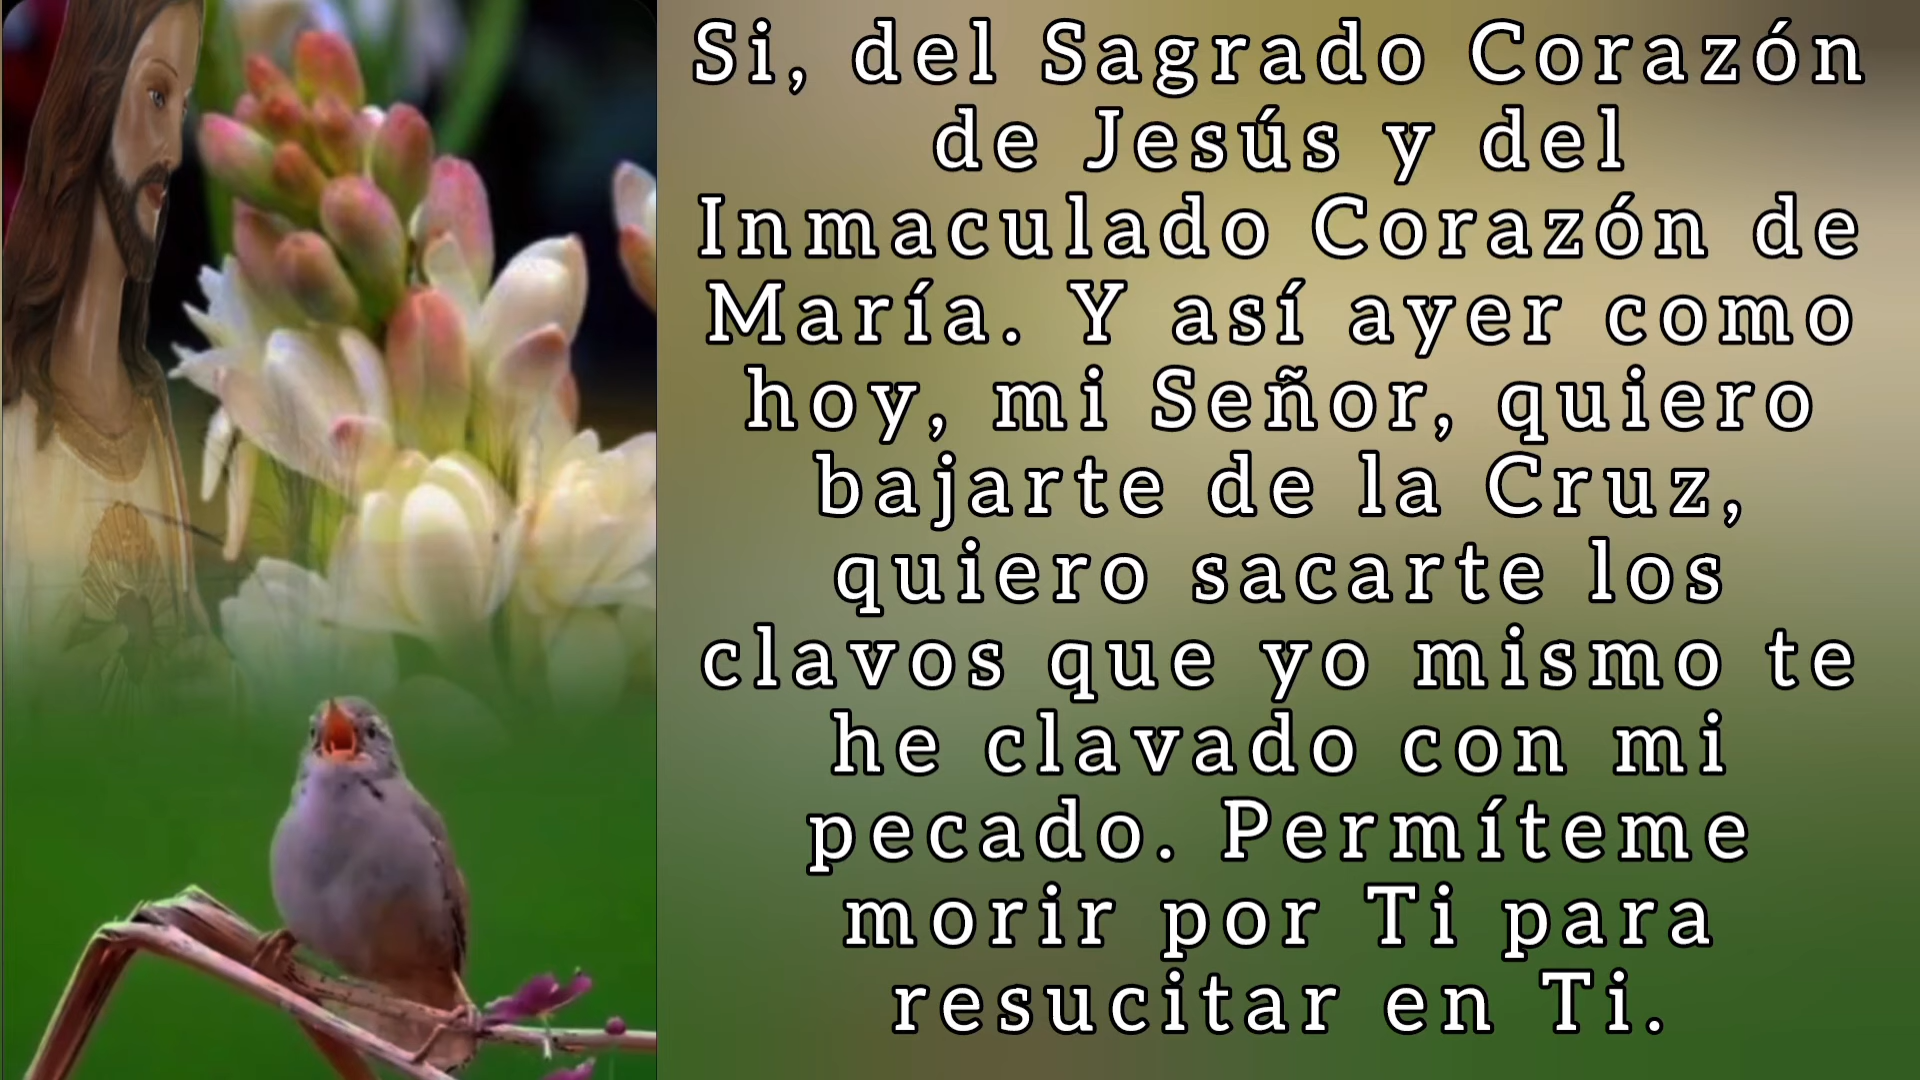 Si, del Sagrado Corazón
de Jesús y del
Inmaculado Corazón de
María. Y así ayer como
hoy, mi Señor, quiero
bajarte de la Cruz,
quiero sacarte los
clavos que yo mismo te
he clavado con mi
pecado. Permíteme
morir por Ti para
resucitar en Ti.